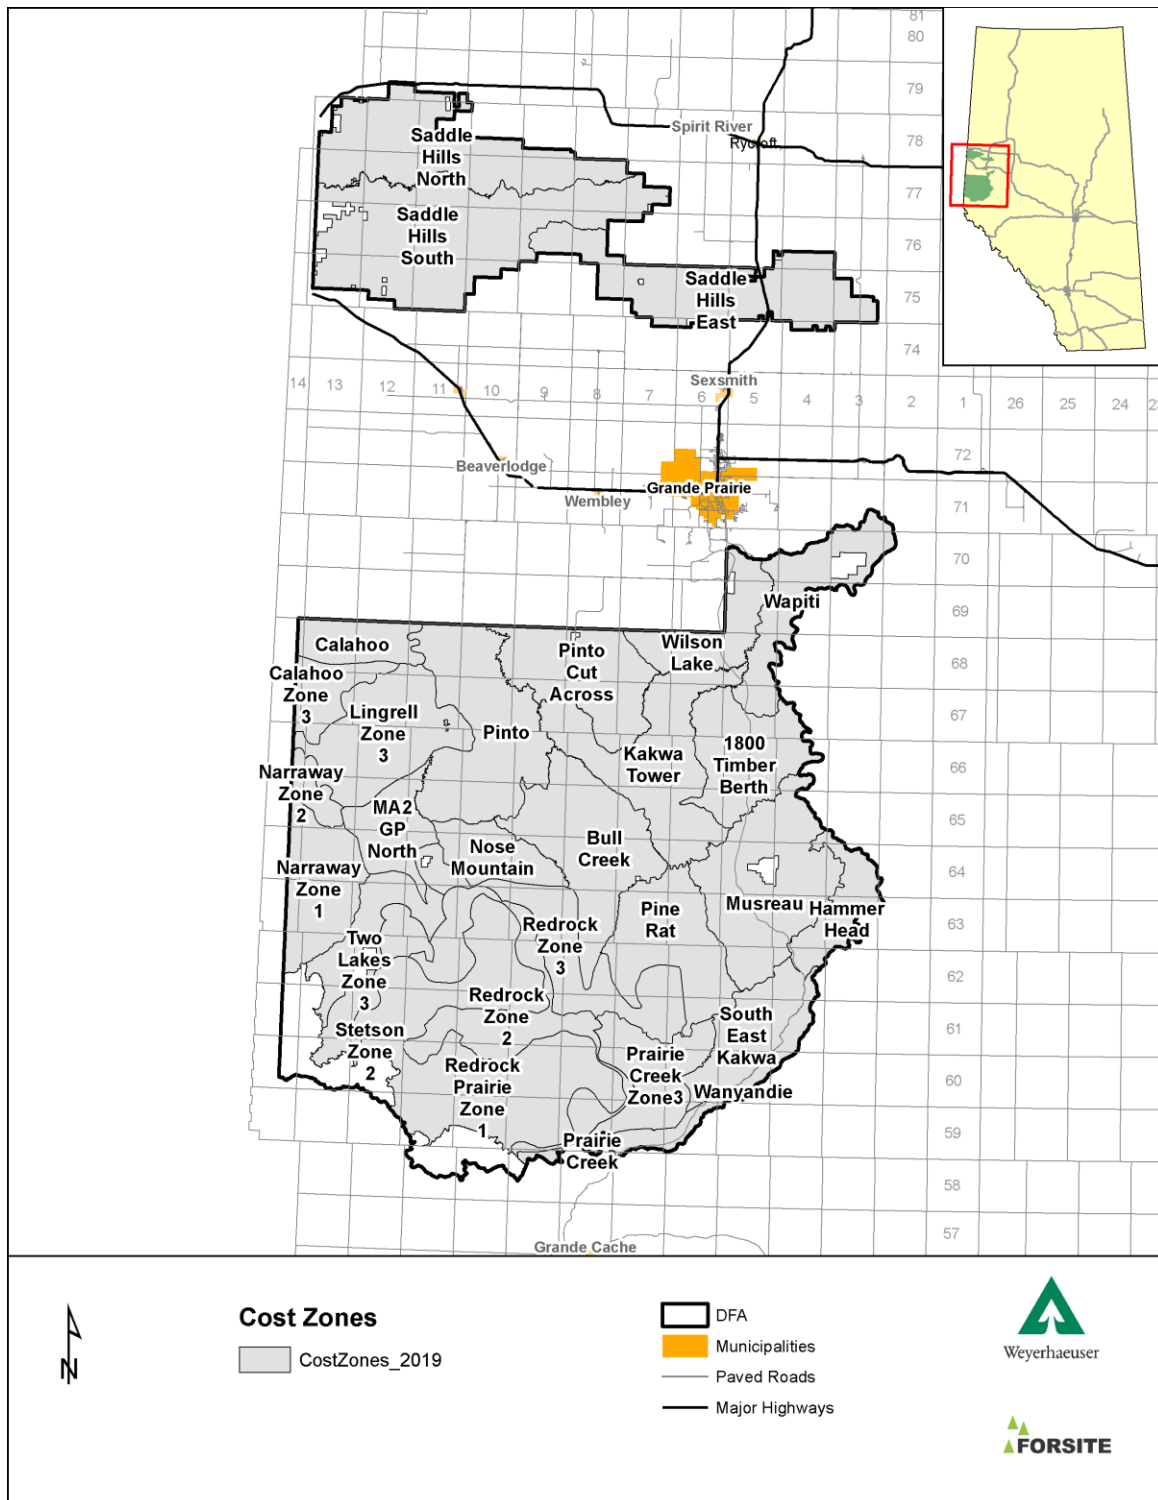 81
80
79
Spirit River
Rycroft
78
Saddle
Hills
North
77
Saddle
Hills
South
76
Saddle
Hills
East
75
74
Sexsmith
14 13 12 11 10 9 8 7 6 5 4 3 2 1 26 25 24
72
Beaverlodge
Grande Prairie
Wembley
71
70
Wapiti
69
Calahoo
Wilson
Lake
Pinto
Cut
Across
68
Calahoo
Zone
3
Lingrell
Zone
3
67
Pinto
1800
Timber
Berth
Kakwa
Tower
66
Narraway
Zone
2
MA2
GP
North
65
Bull
Creek
Nose
Mountain
64
Narraway
Zone
1
Musreau
Hammer
Head
Pine
Rat
63
Redrock
Zone
3
Two
Lakes
Zone
3
62
Redrock
Zone
2
South
East
Kakwa
61
Stetson
Zone
2
Prairie
Creek
Zone3
60
Redrock
Prairie
Zone
1
Wanyandie
59
Prairie
Creek
58
57
Grande Cache
N
Cost Zones
CostZones_2019
DFA
Municipalities
Paved Roads
Major Highways
Weyerhaeuser
FORSITE